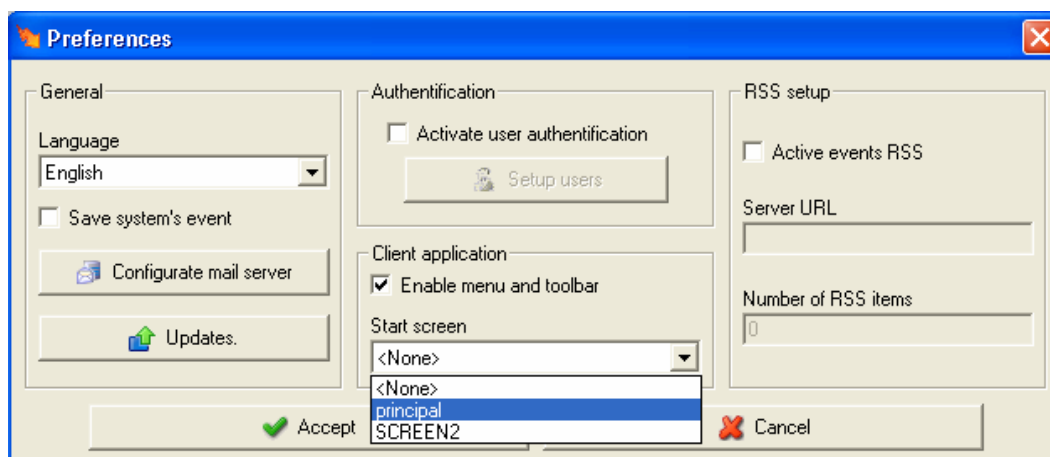 Preferences
General
Language
English
Save system's event
Configurate mail server
Updates.
Authentification
Activate user authentification
Setup users
Client application
Enable menu and toolbar
Start screen
<None>
<None>
principal
SCREEN2
RSS setup
Active events RSS
Server URL
Number of RSS items
0
Accept
Cancel